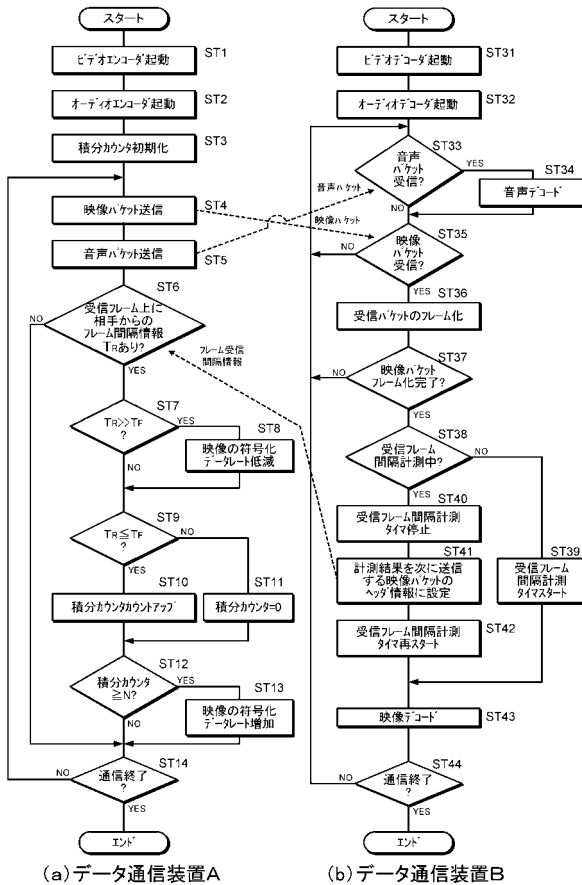 スタート
ビデオエンコーダ起動
ST1
オーディオエンコーダ起動
ST2
積分カウンタ初期化
ST3
映像パケット送信
ST4
音声パケット送信
ST5
ST6
受信フレーム上に
相手からの
フレーム間隔情報
TRあり?
NO
YES
ST7
TR>>TF
?
YES
NO
ST8
映像の符号化
データレート低減
ST9
TR≦TF
?
NO
YES
ST10
積分カウンタカウントアップ
ST11
積分カウンタ=0
ST12
積分カウンタ
≧N?
YES
NO
ST13
映像の符号化
データレート増加
ST14
通信終了
?
NO
YES
エンド
(a)データ通信装置A
音声パケット
映像パケット
フレーム受信
間隔情報
スタート
ST31
ビデオデコーダ起動
ST32
オーディオデコーダ起動
ST33
音声
パケット
受信?
YES
NO
ST34
音声デコード
ST35
映像
パケット
受信?
NO
YES
ST36
受信パケットのフレーム化
ST37
映像パケット
フレーム化完了?
NO
YES
ST38
受信フレーム
間隔計測中?
NO
YES
ST40
受信フレーム間隔計測
タイマ停止
ST41
計測結果を次に送信
する映像パケットの
ヘッダ情報に設定
ST39
受信フレーム
間隔計測
タイマスタート
ST42
受信フレーム間隔計測
タイマ再スタート
映像デコード
ST43
ST44
通信終了
?
NO
YES
エンド
(b)データ通信装置B